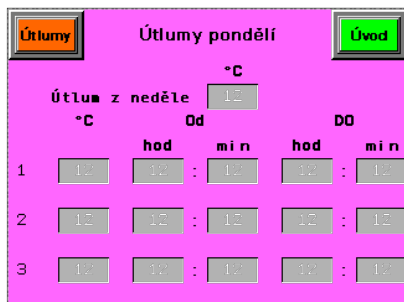 Útlumy Útlumy pondělí Úvod
°C
Útlum z neděle 12
°C Od DO
hod min hod min
1 12 12 : 12 12 : 12
2 12 12 : 12 12 : 12
3 12 12 : 12 12 : 12